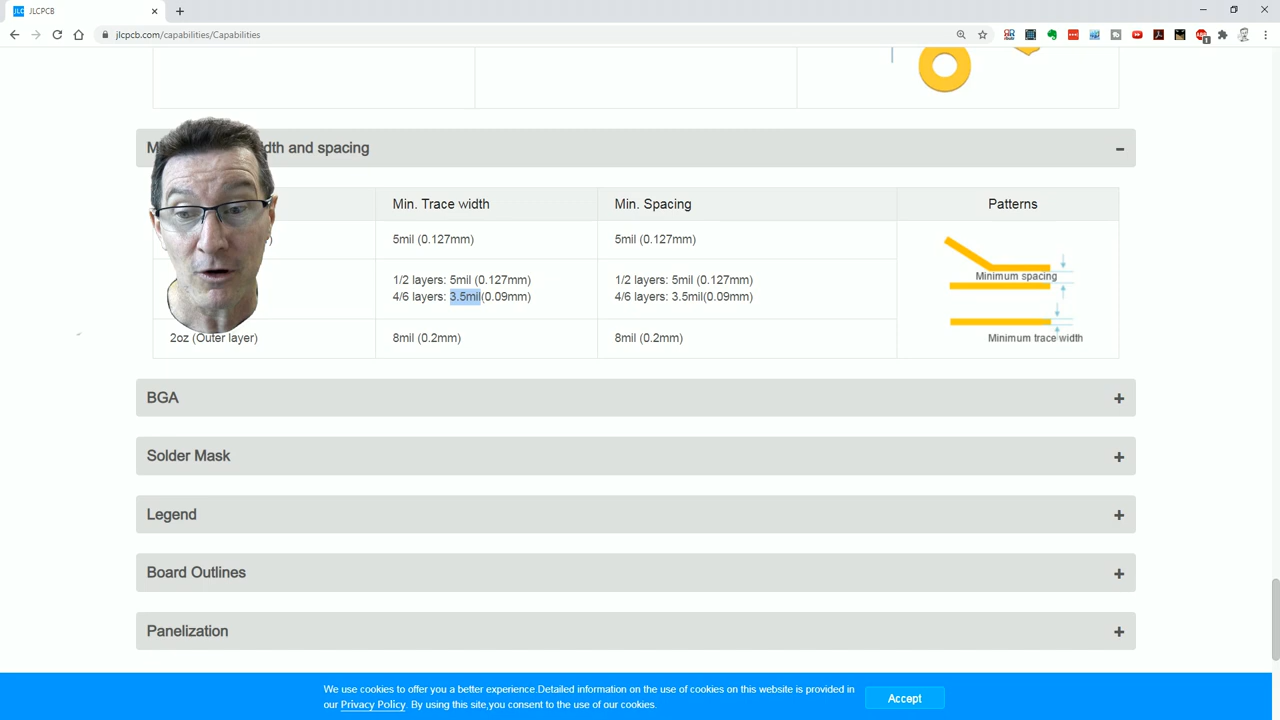 JLC JLCPCB
jlcpcb.com/capabilities/Capabilities
dth and spacing
Min. Trace width
Min. Spacing
Patterns
5mil (0.127mm)
5mil (0.127mm)
1/2 layers: 5mil (0.127mm)
4/6 layers: 3.5mil(0.09mm)
1/2 layers: 5mil (0.127mm)
4/6 layers: 3.5mil(0.09mm)
Minimum spacing
Minimum trace width
2oz (Outer layer)
8mil (0.2mm)
8mil (0.2mm)
BGA
Solder Mask
Legend
Board Outlines
Panelization
We use cookies to offer you a better experience.Detailed information on the use of cookies on this website is provided in
our Privacy Policy. By using this site,you consent to the use of our cookies.
Accept